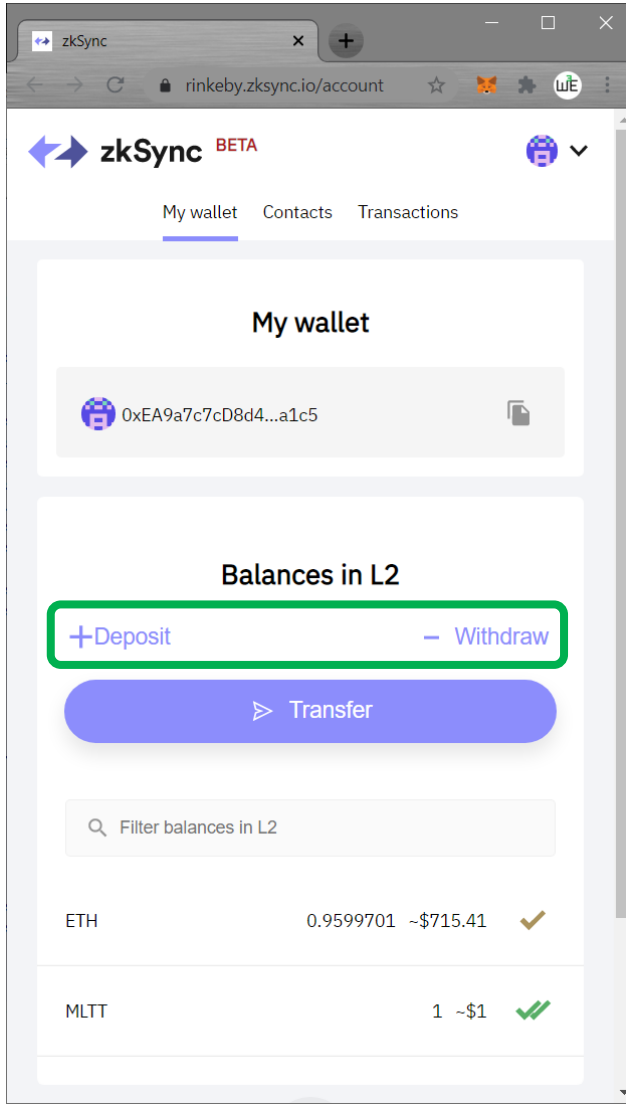 zkSync
rinkeby.zksync.io/account
WE
zkSync BETA
My wallet Contacts Transactions
My wallet
0xEA9a7c7cD8d4...a1c5
Balances in L2
+Deposit – Withdraw
Transfer
Filter balances in L2
ETH 0.9599701 ~$715.41
MLTT 1 ~$1